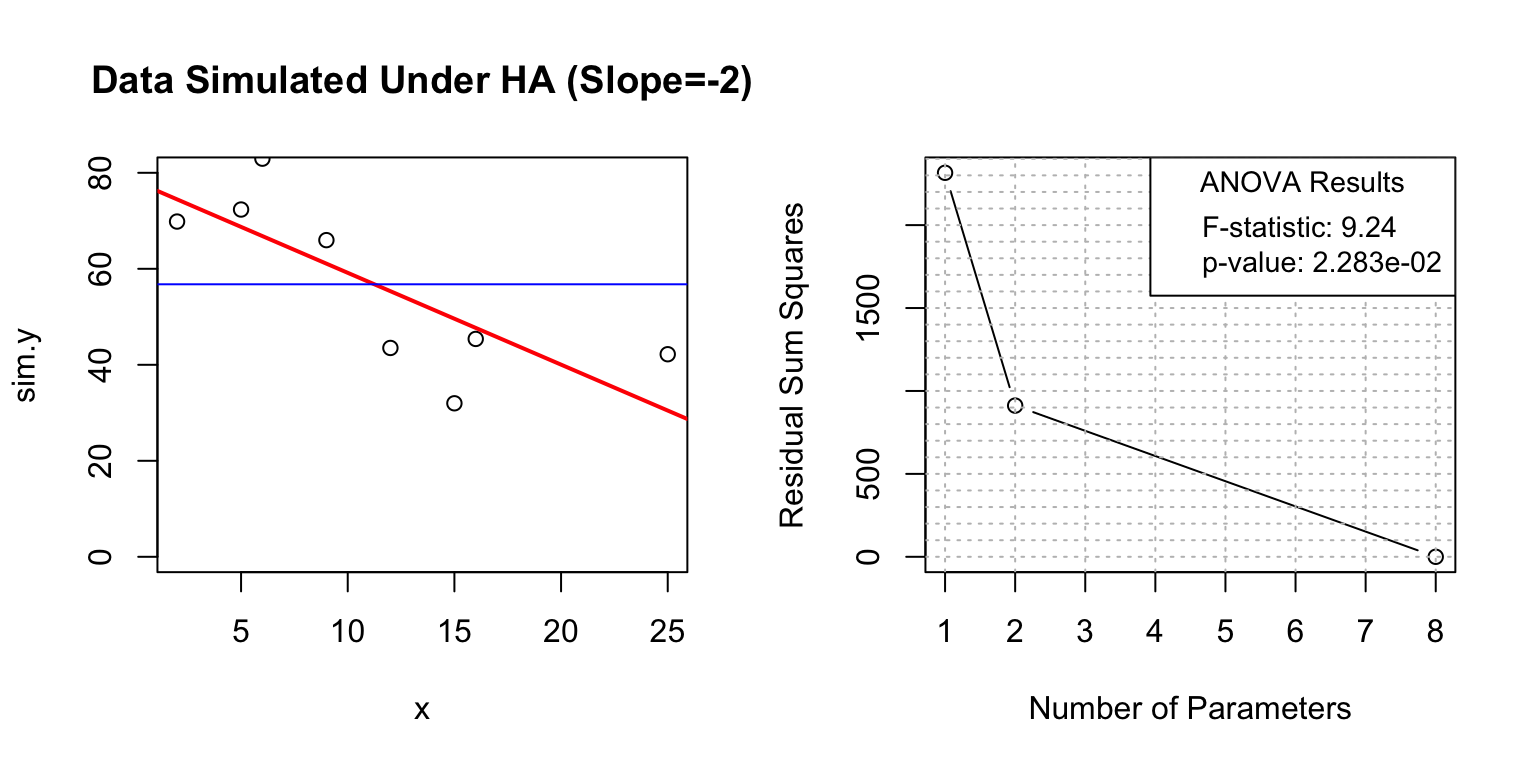 Data Simulated Under HA (Slope=-2)
sim.y
80
60
40
20
0
5 10 15 20 25
x
Residual Sum Squares
1500
500
0
ANOVA Results
F-statistic: 9.24
p-value: 2.283e-02
1 2 3 4 5 6 7 8
Number of Parameters